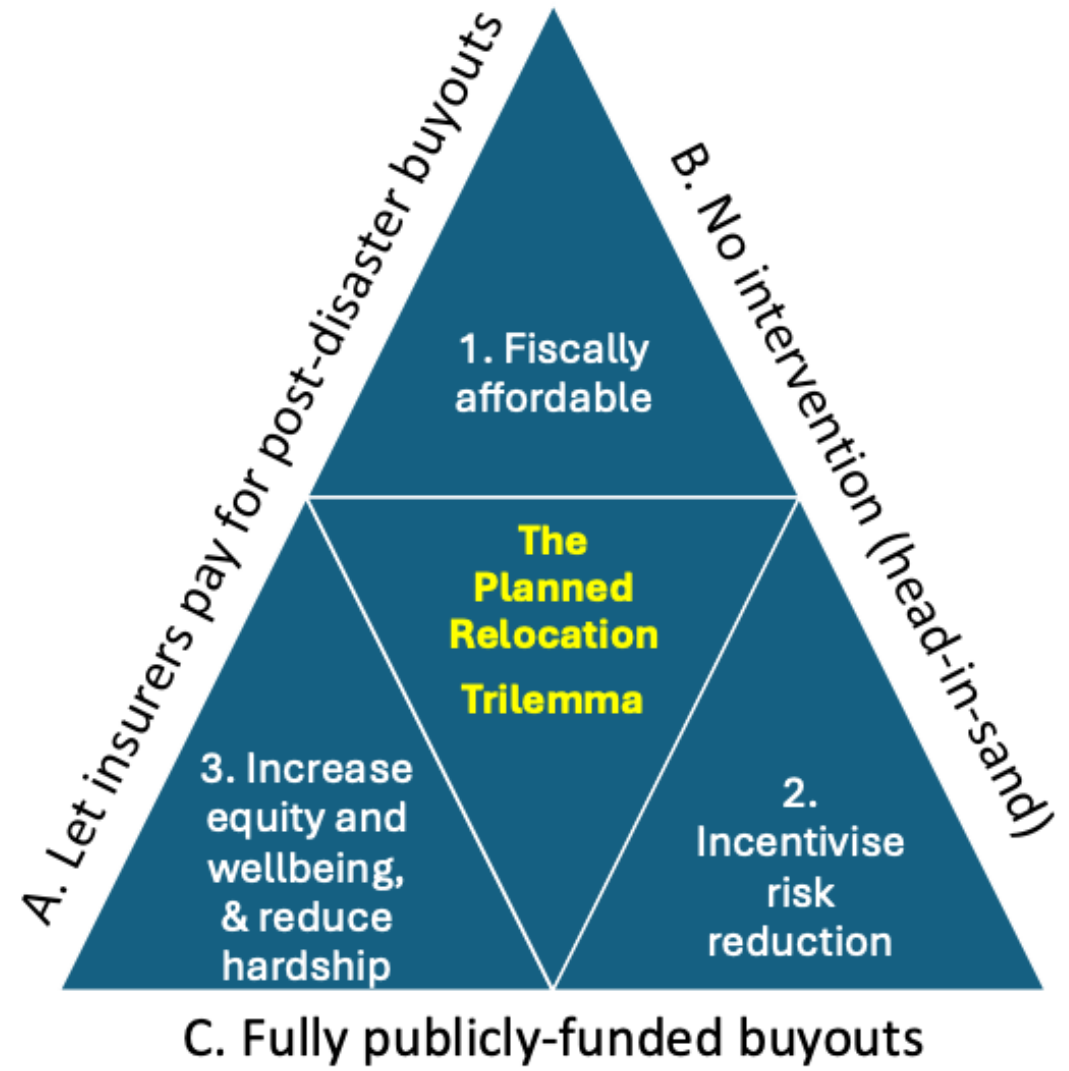 A. Let insurers pay for post-disaster buyouts
B. No intervention (head-in-sand)
1. Fiscally
affordable
The
Planned
Relocation
Trilemma
3. Increase
equity and
wellbeing,
& reduce
hardship
2.
Incentivise
risk
reduction
C. Fully publicly-funded buyouts